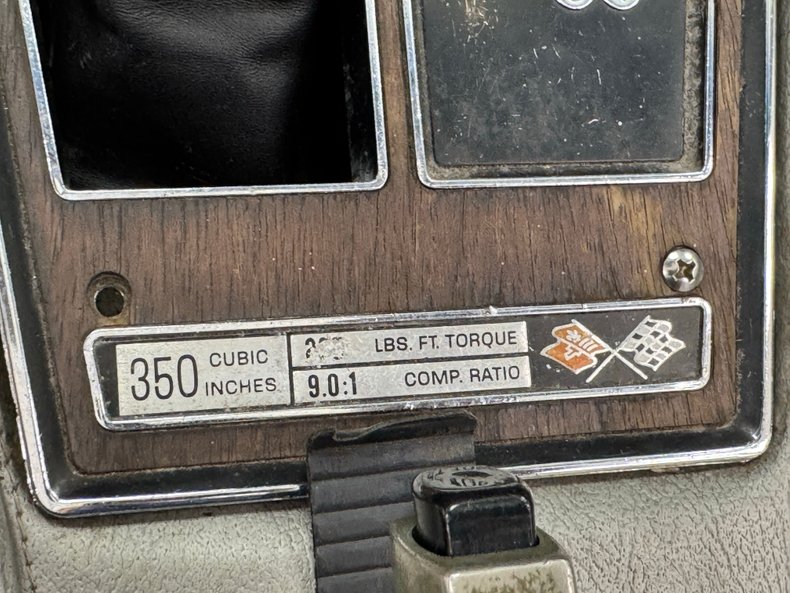 350 CUBIC INCHES
LBS. FT. TORQUE
9.0:1 COMP. RATIO